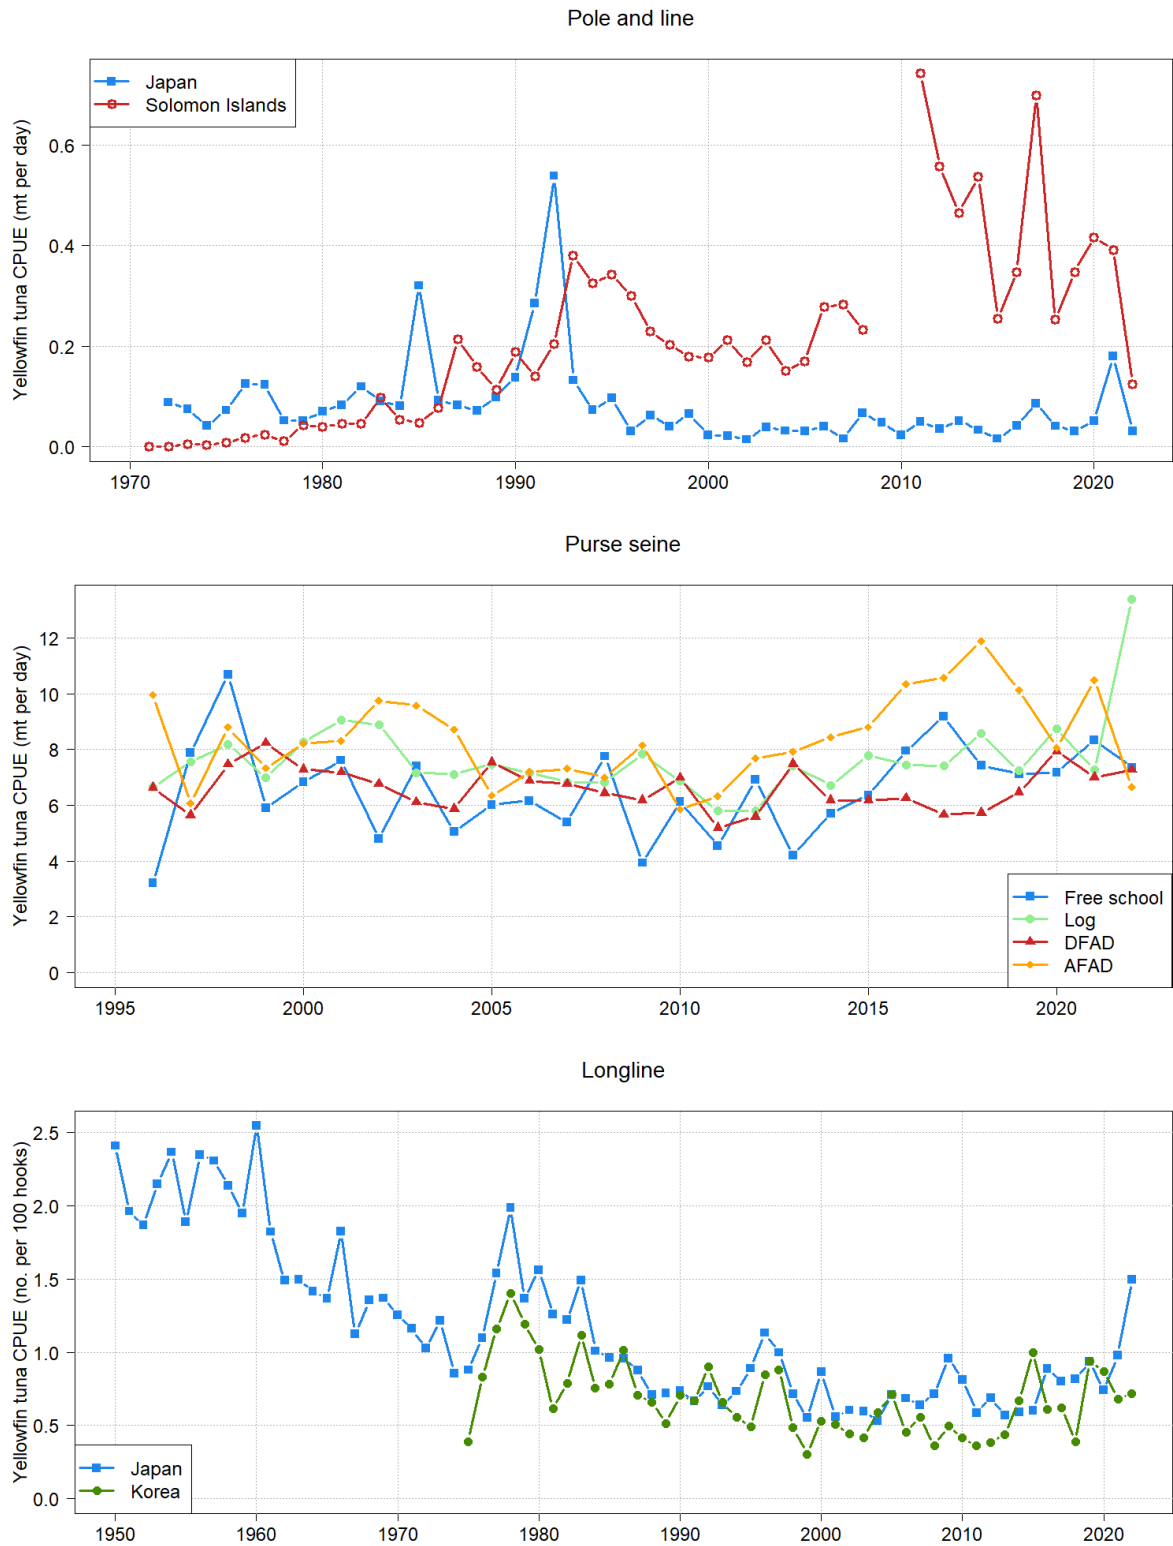 Pole and line
Japan
Solomon Islands
Yellowfin tuna CPUE (mt per day)
0.6
0.4
0.2
0.0
1970 1980 1990 2000 2010 2020
Purse seine
Yellowfin tuna CPUE (mt per day)
12
10
8
6
4
2
0
Free school
Log
DFAD
AFAD
1995 2000 2005 2010 2015 2020
Longline
Yellowfin tuna CPUE (no. per 100 hooks)
2.5
2.0
1.5
1.0
0.5
0.0
Japan
Korea
1950 1960 1970 1980 1990 2000 2010 2020